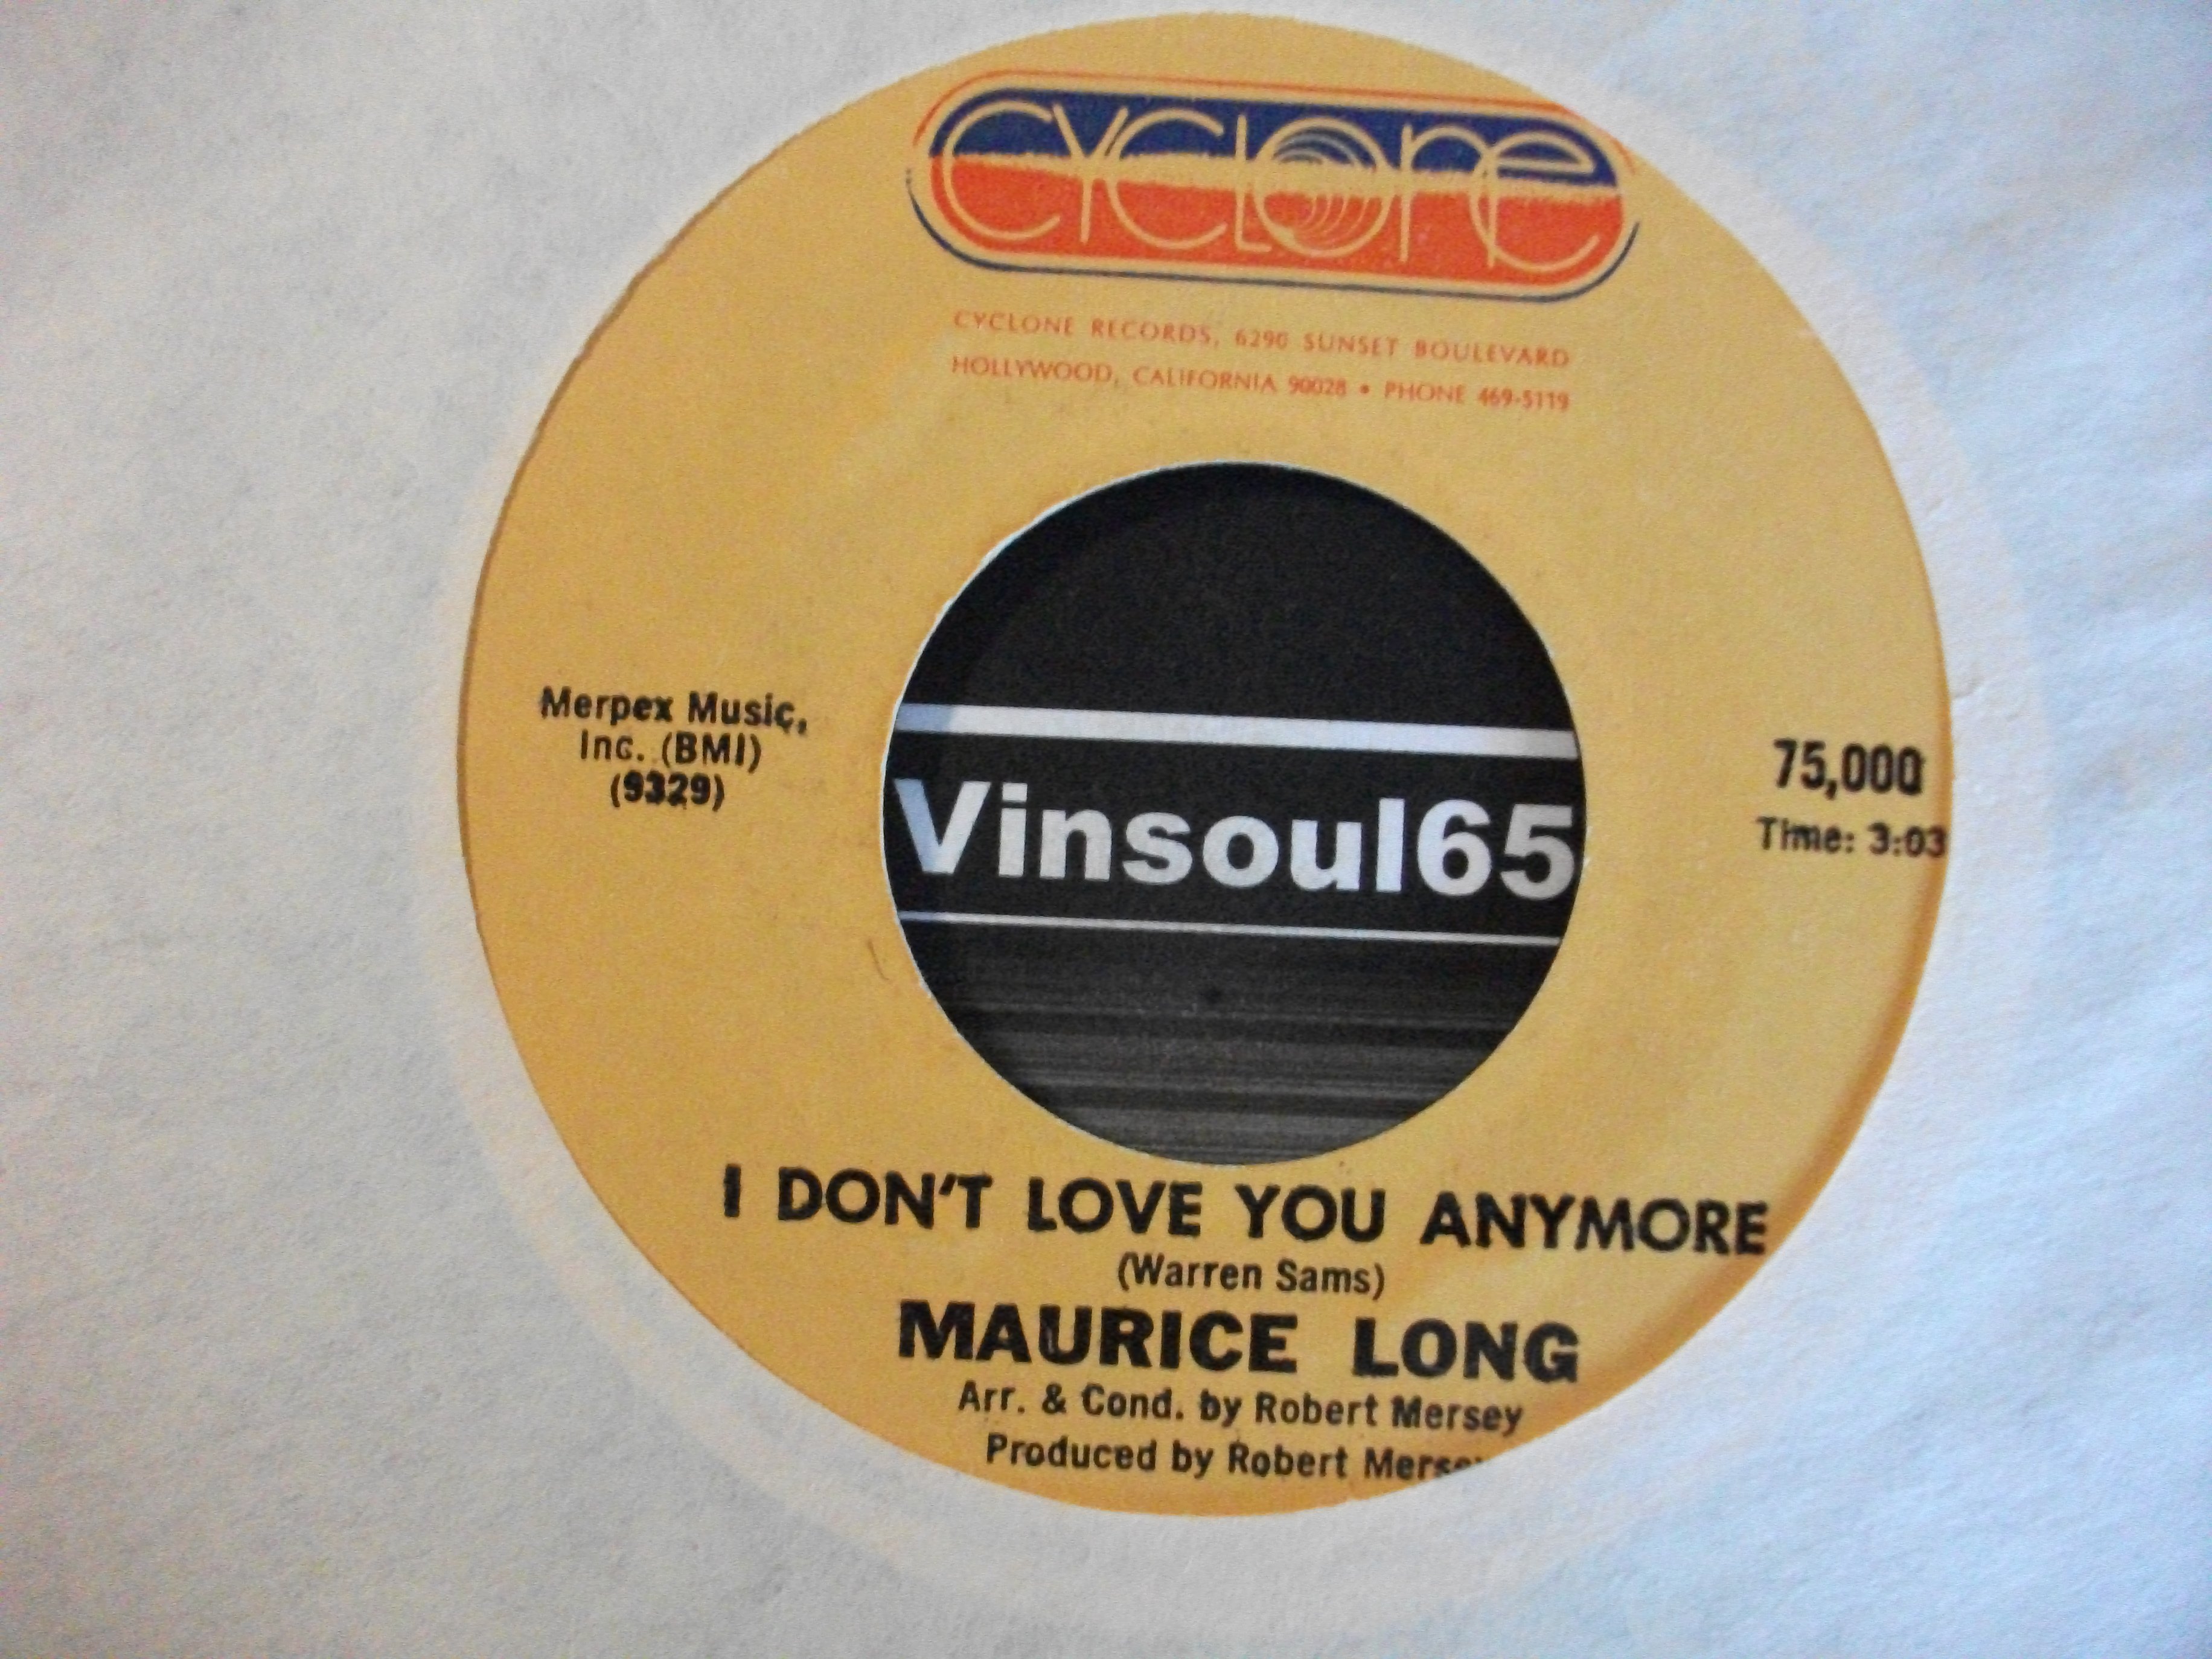 CYCLONE
CYCLONE RECORDS, 6290 SUNSET BOULEVARD
HOLLYWOOD, CALIFORNIA 90028 • PHONE 469-5119
Merpex Music,
Inc. (BMI)
(9329)
75,000
Time: 3:03
Vinsoul65
I DON'T LOVE YOU ANYMORE
(Warren Sams)
MAURICE LONG
Arr. & Cond. by Robert Mersey
Produced by Robert Mersey